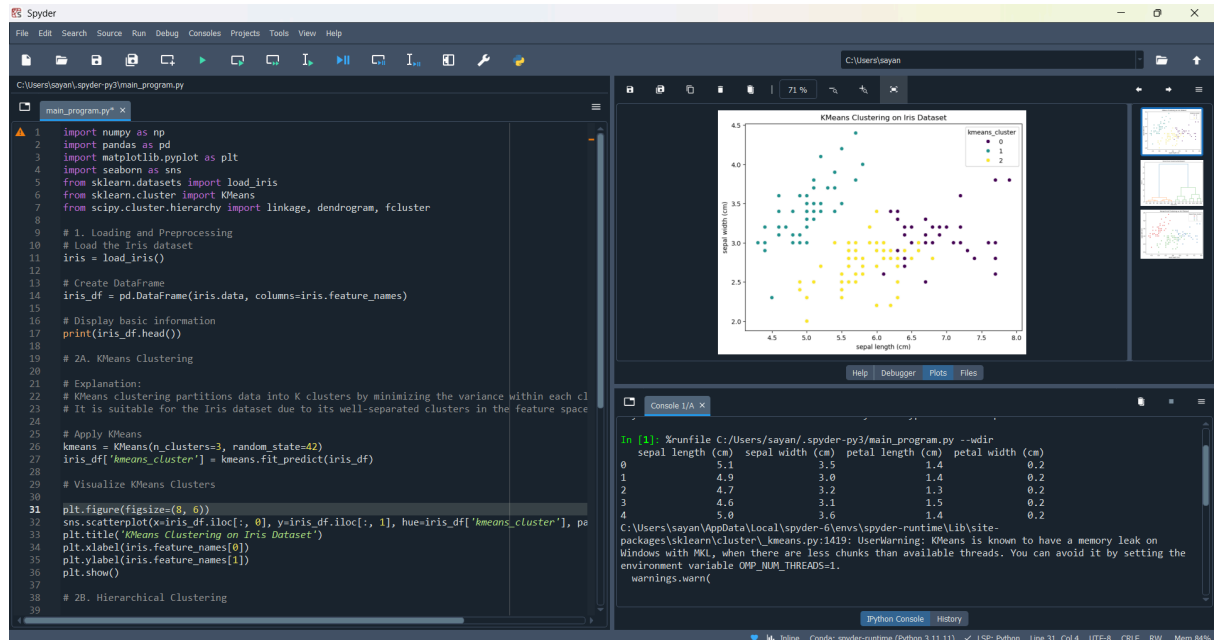 Spyder
File Edit Search Source Run Debug Consoles Projects Tools View Help
C:\Users\sayan
C:\Users\sayan\.spyder-py3\main_program.py
main_program.py*
1 import numpy as np
2 import pandas as pd
3 import matplotlib.pyplot as plt
4 import seaborn as sns
5 from sklearn.datasets import load_iris
6 from sklearn.cluster import KMeans
7 from scipy.cluster.hierarchy import linkage, dendrogram, fcluster
8
9 # 1. Loading and Preprocessing
10 # Load the Iris dataset
11 iris = load_iris()
12
13 # Create DataFrame
14 iris_df = pd.DataFrame(iris.data, columns=iris.feature_names)
15
16 # Display basic information
17 print(iris_df.head())
18
19 # 2A. KMeans Clustering
20
21 # Explanation:
22 # KMeans clustering partitions data into K clusters by minimizing the variance within each cl
23 # It is suitable for the Iris dataset due to its well-separated clusters in the feature space
24
25 # Apply KMeans
26 kmeans = KMeans(n_clusters=3, random_state=42)
27 iris_df['kmeans_cluster'] = kmeans.fit_predict(iris_df)
28
29 # Visualize KMeans Clusters
30
31 plt.figure(figsize=(8, 6))
32 sns.scatterplot(x=iris_df.iloc[:, 0], y=iris_df.iloc[:, 1], hue=iris_df['kmeans_cluster'], pa
33 plt.title('KMeans Clustering on Iris Dataset')
34 plt.xlabel(iris.feature_names[0])
35 plt.ylabel(iris.feature_names[1])
36 plt.show()
37
38 # 2B. Hierarchical Clustering
39
71 %
KMeans Clustering on Iris Dataset
kmeans_cluster
0
1
2
4.5
4.0
3.5
3.0
2.5
2.0
sepal width (cm)
4.5 5.0 5.5 6.0 6.5 7.0 7.5 8.0
sepal length (cm)
Help Debugger Plots Files
Console 1/A
In [1]: %runfile C:/Users/sayan/.spyder-py3/main_program.py --wdir
sepal length (cm) sepal width (cm) petal length (cm) petal width (cm)
0 5.1 3.5 1.4 0.2
1 4.9 3.0 1.4 0.2
2 4.7 3.2 1.3 0.2
3 4.6 3.1 1.5 0.2
4 5.0 3.6 1.4 0.2
C:\Users\sayan\AppData\Local\spyder-6\envs\spyder-runtime\Lib\site-
packages\sklearn\cluster\_kmeans.py:1419: UserWarning: KMeans is known to have a memory leak on
Windows with MKL, when there are less chunks than available threads. You can avoid it by setting the
environment variable OMP_NUM_THREADS=1.
warnings.warn(
IPython Console History
Inline Conda: spyder-runtime (Python 3.11.11) LSP: Python Line 31, Col 4 UTF-8 CRLF RW Mem 84%